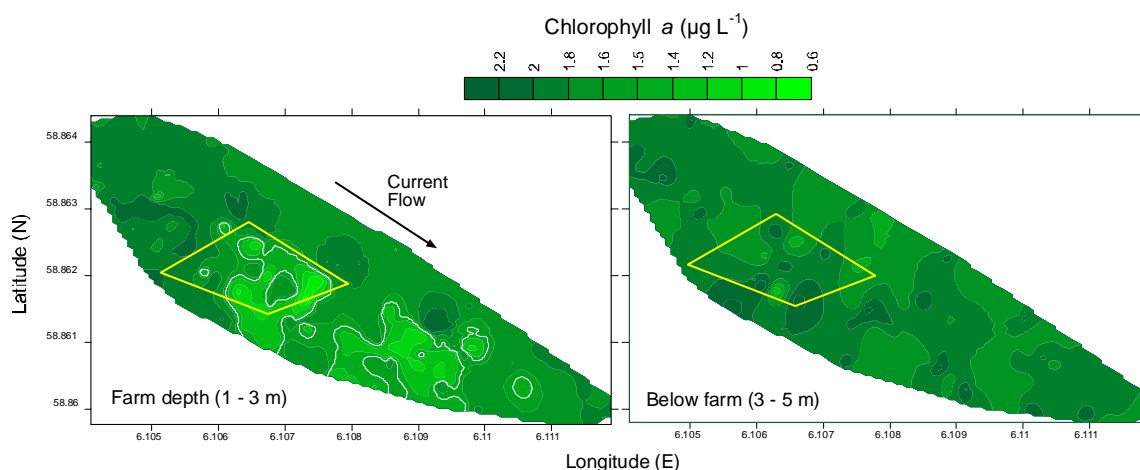 Chlorophyll a (µg L-1)
2.2 2 1.8 1.6 1.5 1.4 1.2 1 0.8 0.6
Current
Flow
Latitude (N)
58.864
58.863
58.862
58.861
58.86
Farm depth (1 - 3 m)
Below farm (3 - 5 m)
6.105 6.106 6.107 6.108 6.109 6.11 6.111
6.105 6.106 6.107 6.108 6.109 6.11 6.111
Longitude (E)